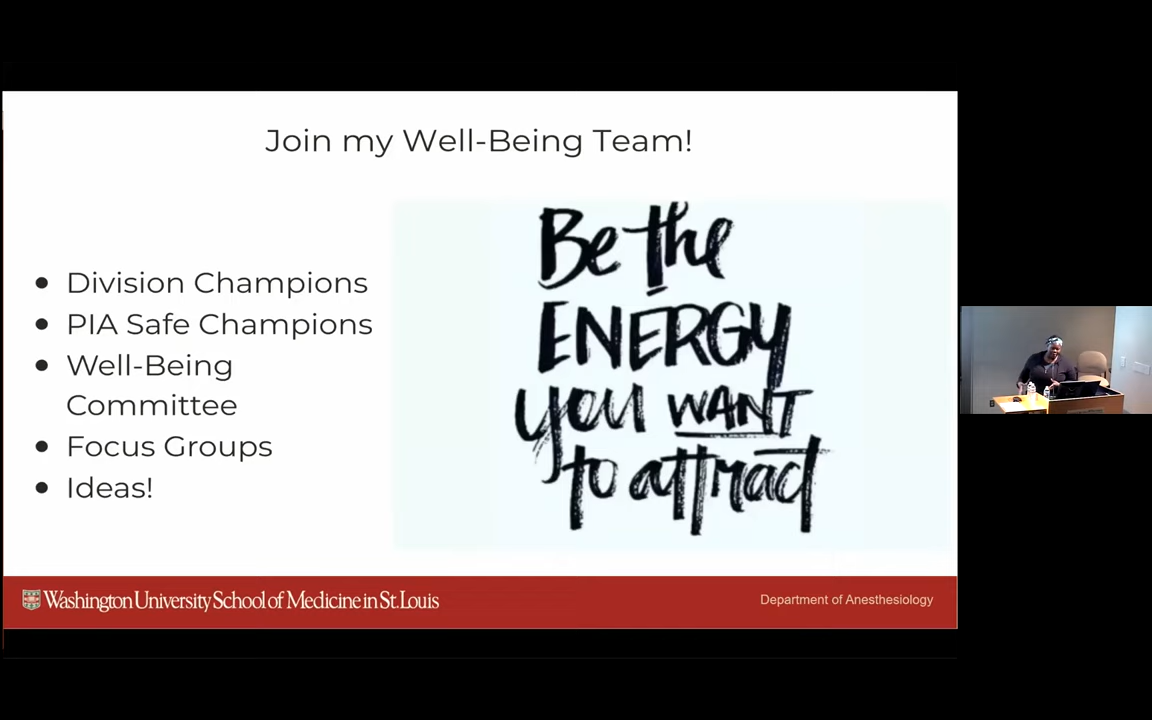 Join my Well-Being Team!
• Division Champions
• PIA Safe Champions
• Well-Being
Committee
• Focus Groups
• Ideas!
Be the
ENERGY
you WANT
to attract
Washington University School of Medicine in St. Louis
Department of Anesthesiology